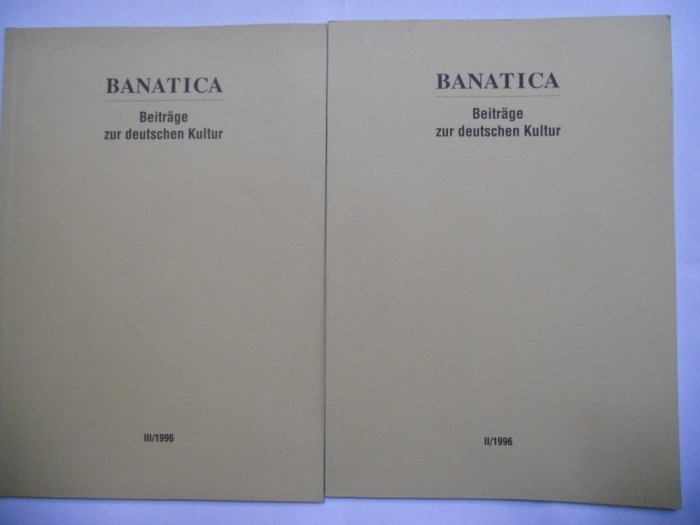 BANATICA
Beiträge
zur deutschen Kultur
III/1996
BANATICA
Beiträge
zur deutschen Kultur
II/1996